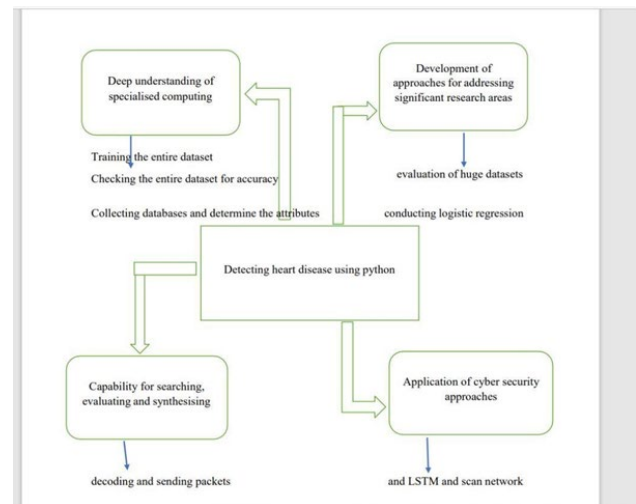 Deep understanding of
specialised computing
Development of
approaches for addressing
significant research areas
Training the entire dataset
Checking the entire dataset for accuracy
evaluation of huge datasets
Collecting databases and determine the attributes
conducting logistic regression
Detecting heart disease using python
Capability for searching,
evaluating and synthesising
Application of cyber security
approaches
decoding and sending packets
and LSTM and scan network